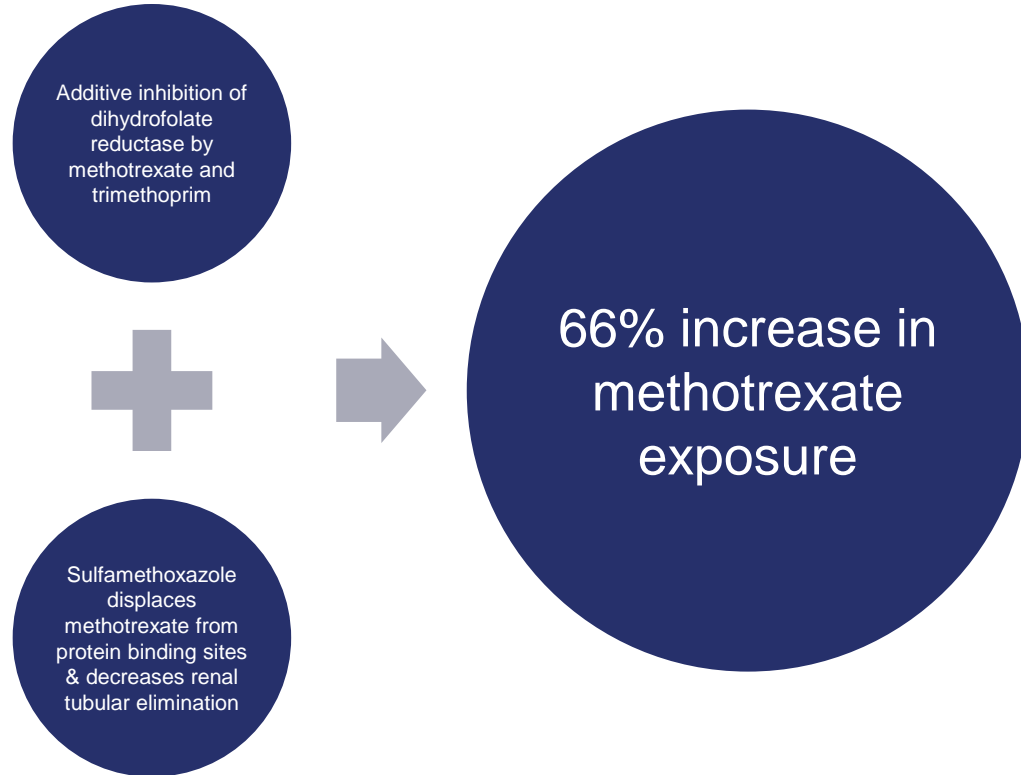 Additive inhibition of
dihydrofolate
reductase by
methotrexate and
trimethoprim
Sulfamethoxazole
displaces
methotrexate from
protein binding sites
& decreases renal
tubular elimination
66% increase in
methotrexate
exposure